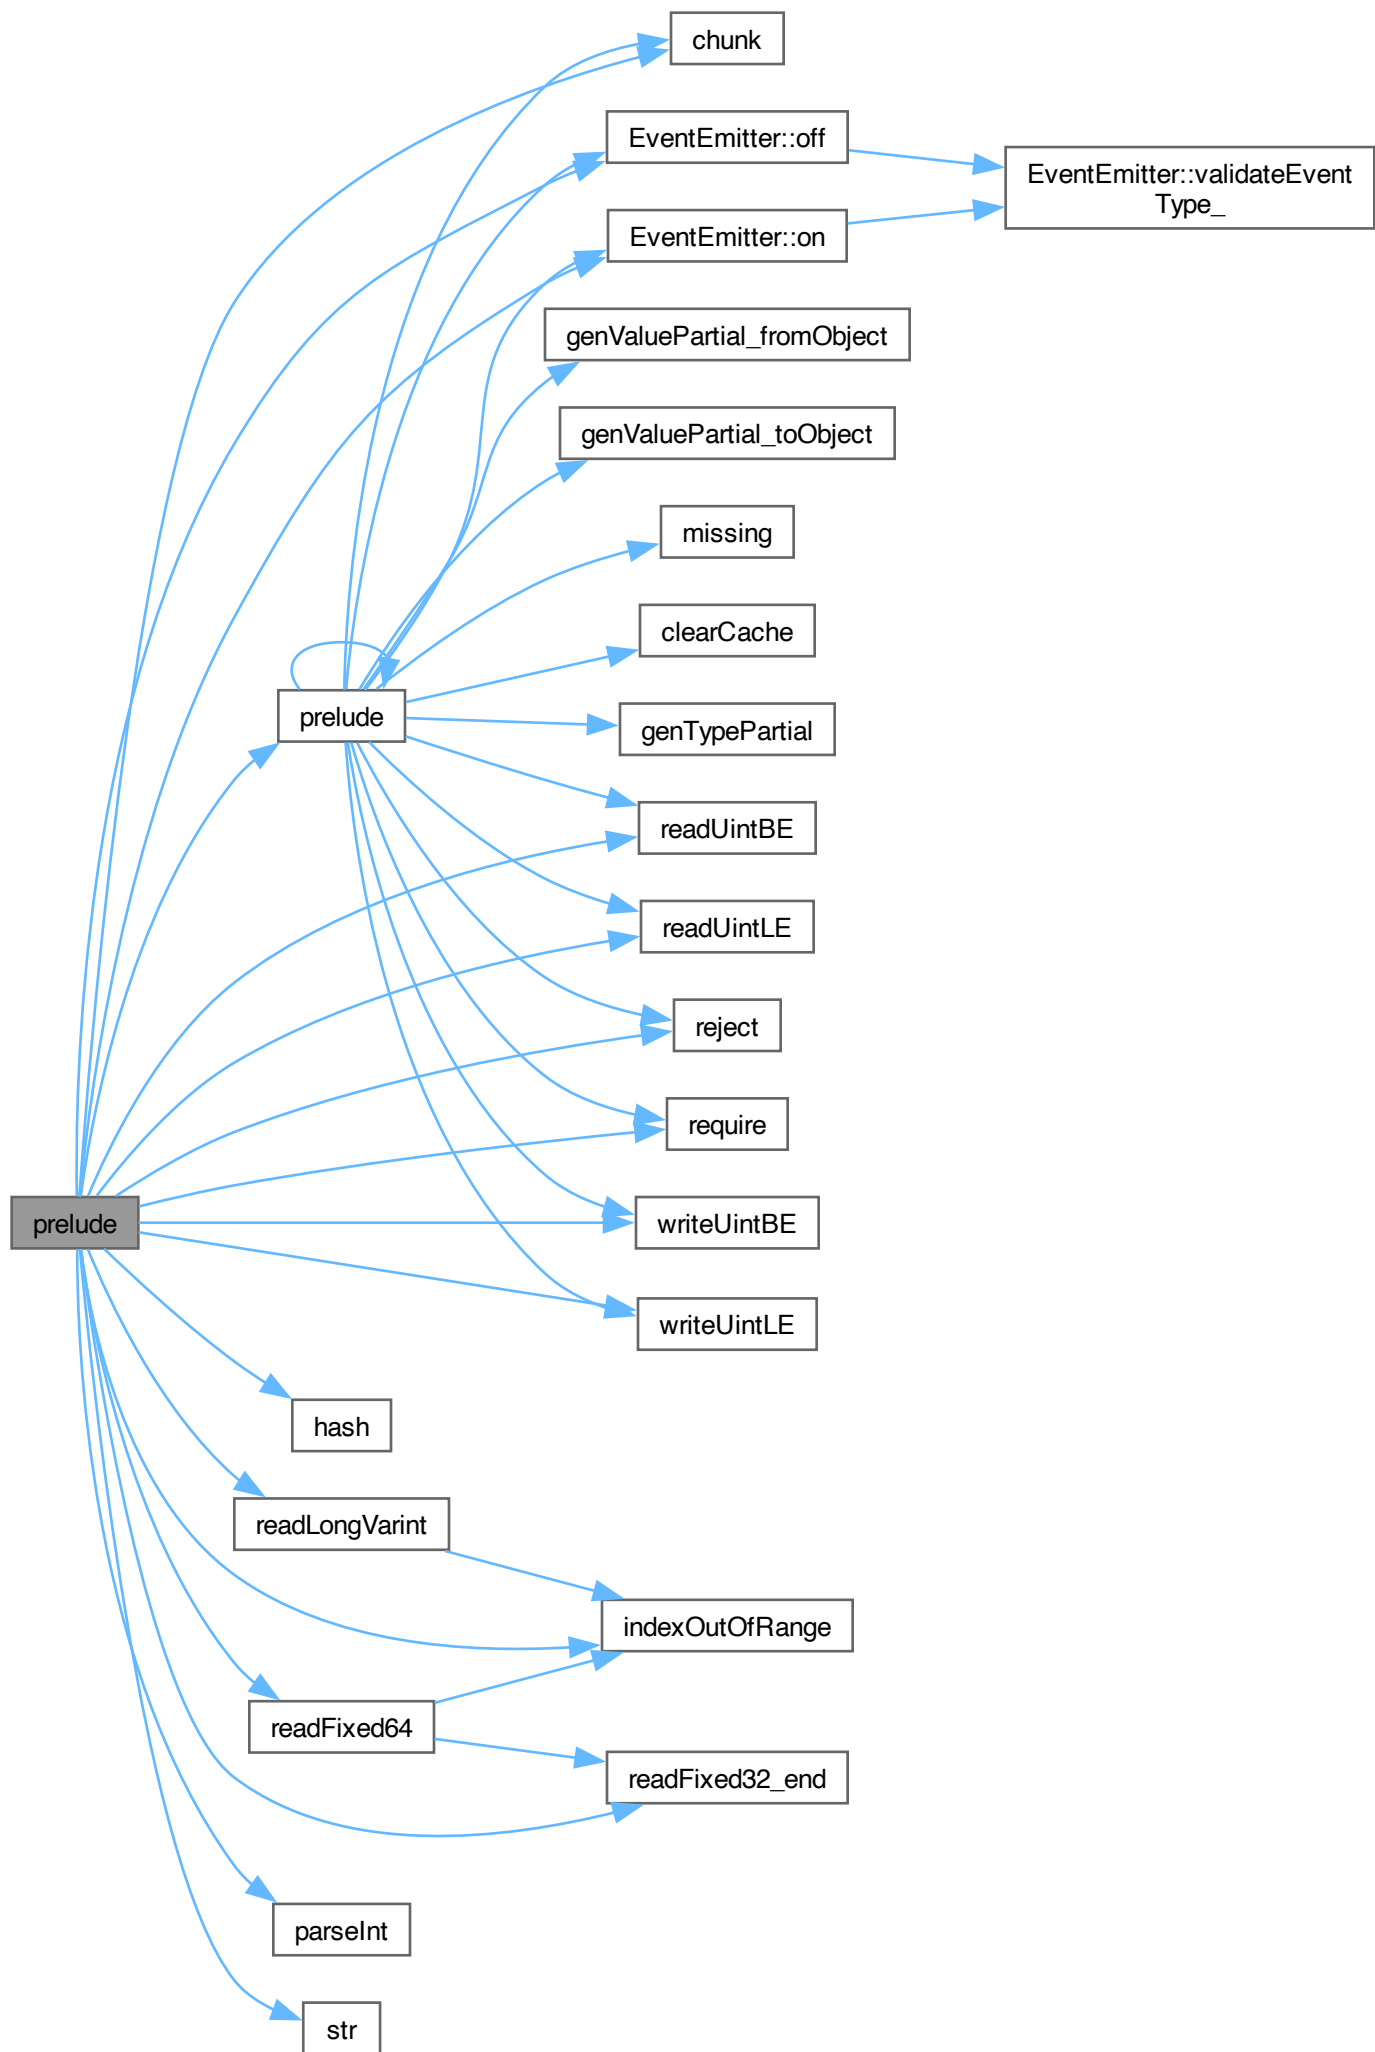 chunk
EventEmitter::off
EventEmitter::validateEvent
Type_
EventEmitter::on
genValuePartial_fromObject
genValuePartial_toObject
missing
clearCache
prelude
genTypePartial
readUintBE
readUintLE
reject
require
prelude
writeUintBE
writeUintLE
hash
readLongVarint
indexOutOfRange
readFixed64
readFixed32_end
parseInt
str